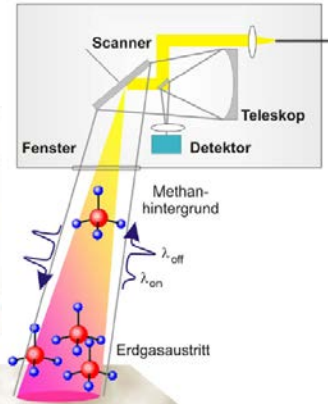 Scanner
Teleskop
Fenster
Detektor
Methan-
hintergrund
λoff
λon
Erdgasaustritt